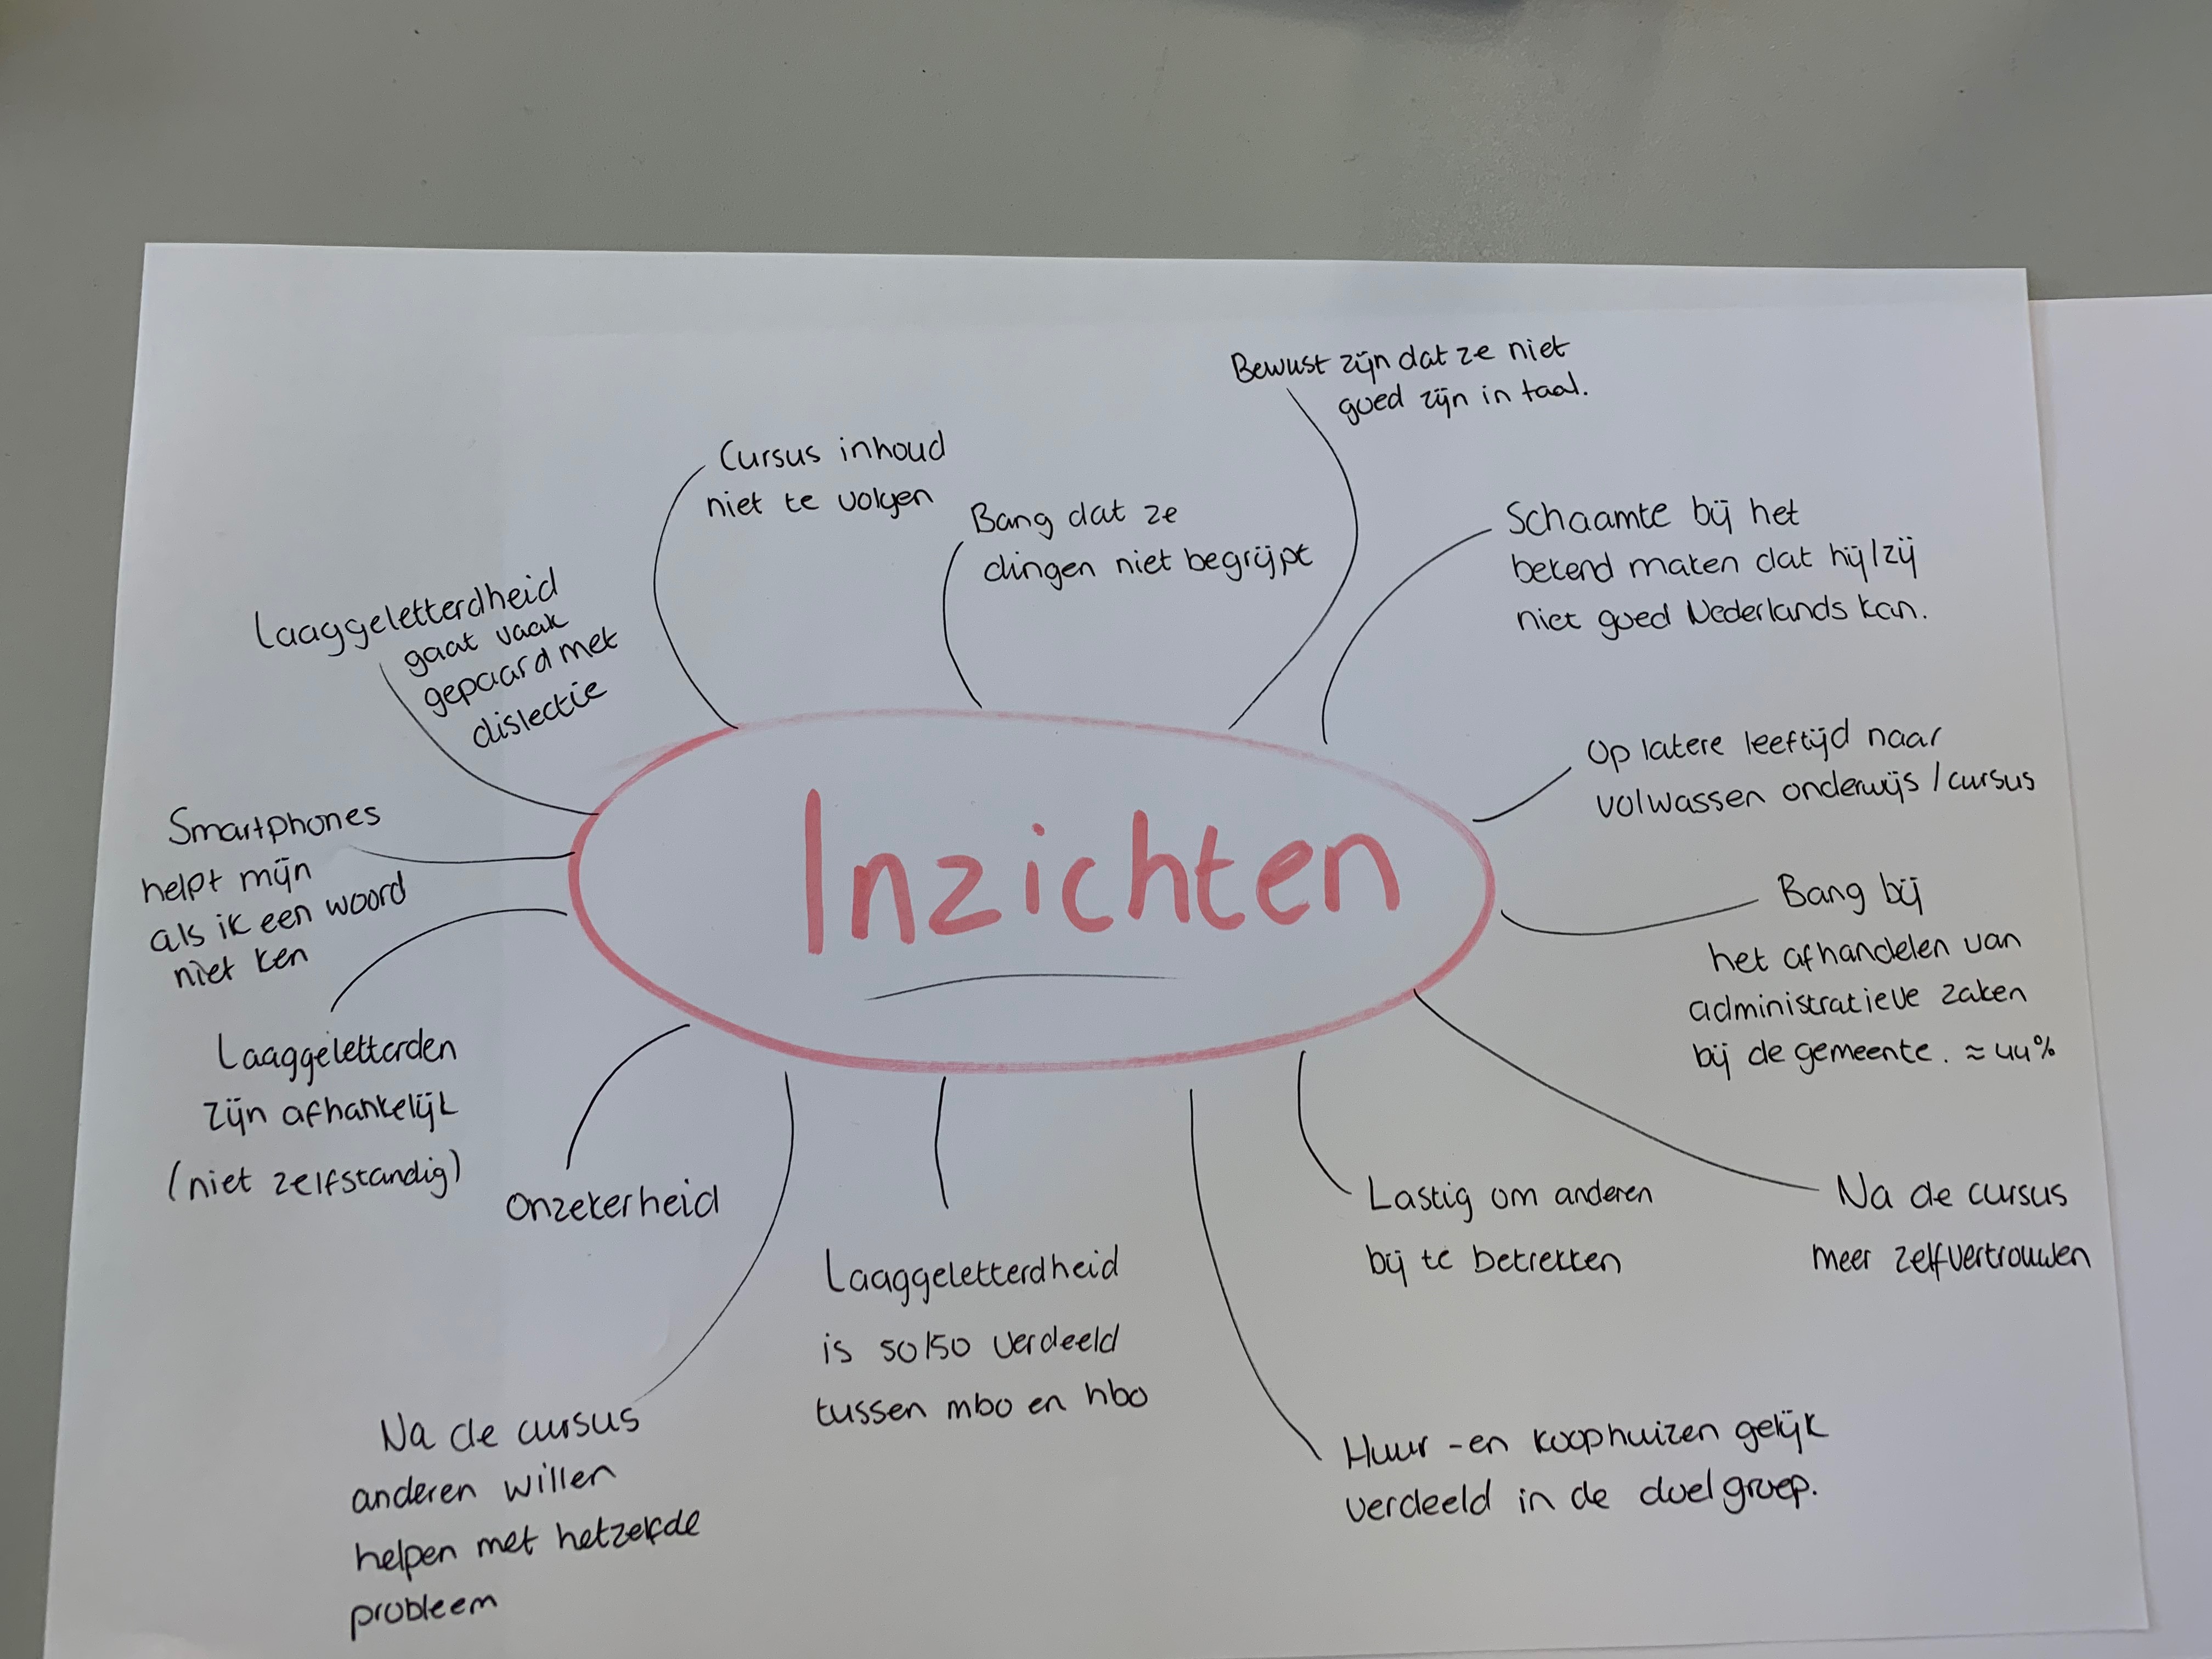 Inzichten
Laaggeletterdheid
gaat vaak
gepaard met
dislectie
Cursus inhoud
niet te volgen
Bang dat ze
dingen niet begrijpt
Bewust zijn dat ze niet
goed zijn in taal.
Schaamte bij het
bekend maken dat hij/zij
niet goed Nederlands kan.
Op latere leeftijd naar
volwassen onderwijs / cursus
Bang bij
het afhandelen van
administratieve zaken
bij de gemeente. ≈ 44%
Na de cursus
meer zelfvertrouwen
Lastig om anderen
bij te betrekken
Huur - en koophuizen gelijk
verdeeld in de doelgroep.
Laaggeletterdheid
is 50/50 verdeeld
tussen mbo en hbo
Na de cursus
anderen willen
helpen met hetzelfde
probleem
Onzekerheid
Laaggeletterden
zijn afhankelijk
(niet zelfstandig)
Smartphones
helpt mijn
als ik een woord
niet ken